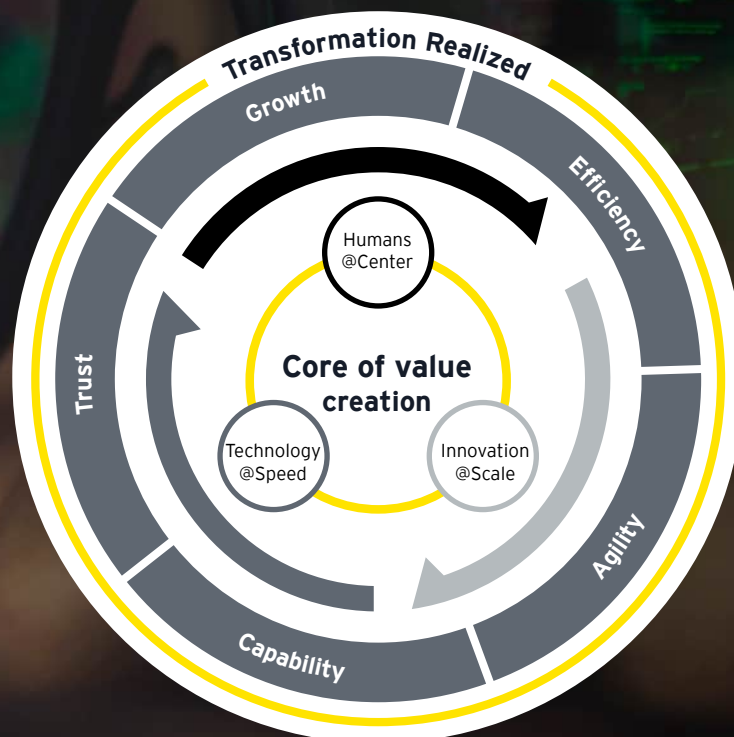 Transformation Realized
Growth
Efficiency
Humans
@Center
Core of value
creation
Trust
Technology
@Speed
Innovation
@Scale
Agility
Capability